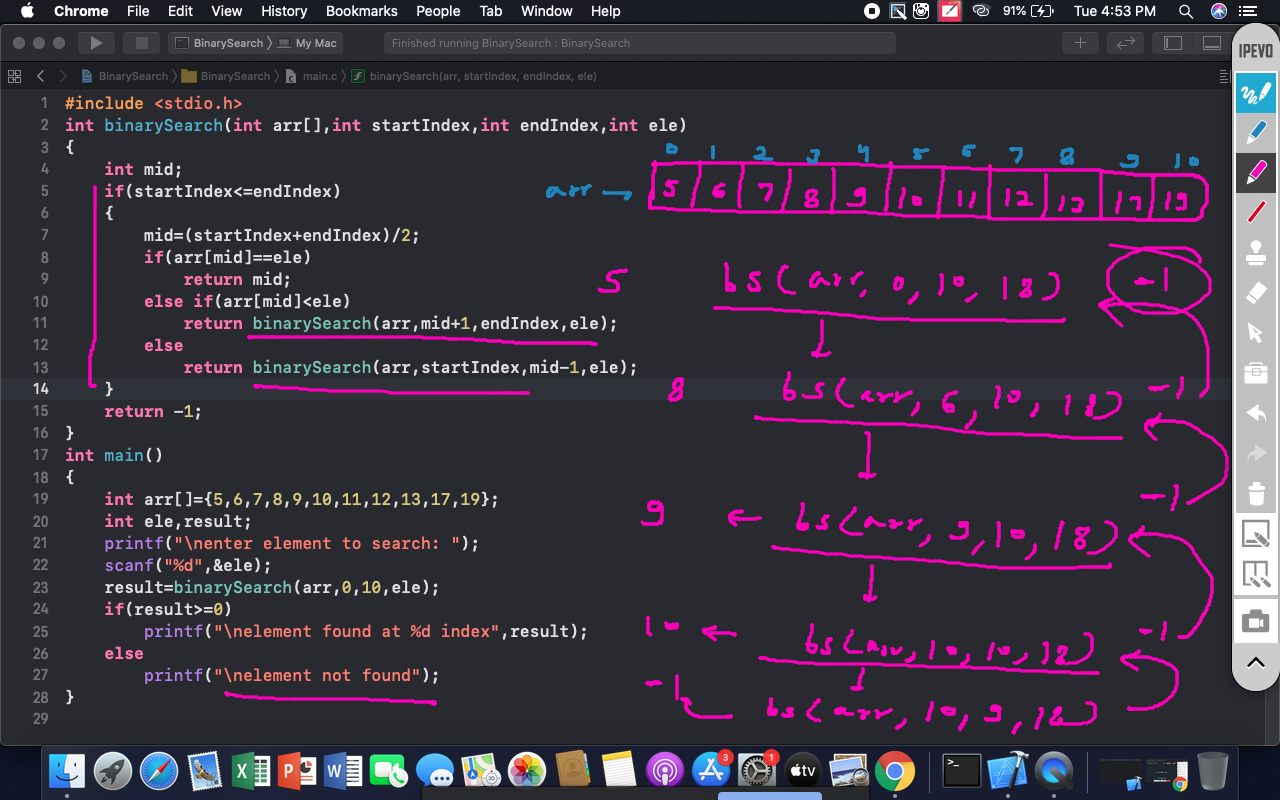 Chrome File Edit View History Bookmarks People Tab Window Help 91% Tue 4:53 PM
BinarySearch My Mac Finished running BinarySearch : BinarySearch
IPEVO
BinarySearch BinarySearch main.c binarySearch(arr, startIndex, endIndex, ele)
1 #include <stdio.h>
2 int binarySearch(int arr[],int startIndex,int endIndex,int ele)
3 {
4 int mid;
5 if(startIndex<=endIndex)
6 {
7 mid=(startIndex+endIndex)/2;
8 if(arr[mid]==ele)
9 return mid;
10 else if(arr[mid]<ele)
11 return binarySearch(arr,mid+1,endIndex,ele);
12 else
13 return binarySearch(arr,startIndex,mid-1,ele);
14 }
15 return -1;
16 }
17 int main()
18 {
19 int arr[]={5,6,7,8,9,10,11,12,13,17,19};
20 int ele,result;
21 printf("\nenter element to search: ");
22 scanf("%d",&ele);
23 result=binarySearch(arr,0,10,ele);
24 if(result>=0)
25 printf("\nelement found at %d index",result);
26 else
27 printf("\nelement not found");
28 }
29
0 1 2 3 4 5 6 7 8 9 10
arr → 5 6 7 8 9 10 11 12 13 17 19
5 bs(arr, 0, 10, 18) -1
8 bs(arr, 6, 10, 18) -1
-1
9 ← bs(arr, 9, 10, 18)
10 ← bs(arr, 10, 10, 18) -1
-1 bs(arr, 10, 9, 18)
X P W 30 3 1 tv